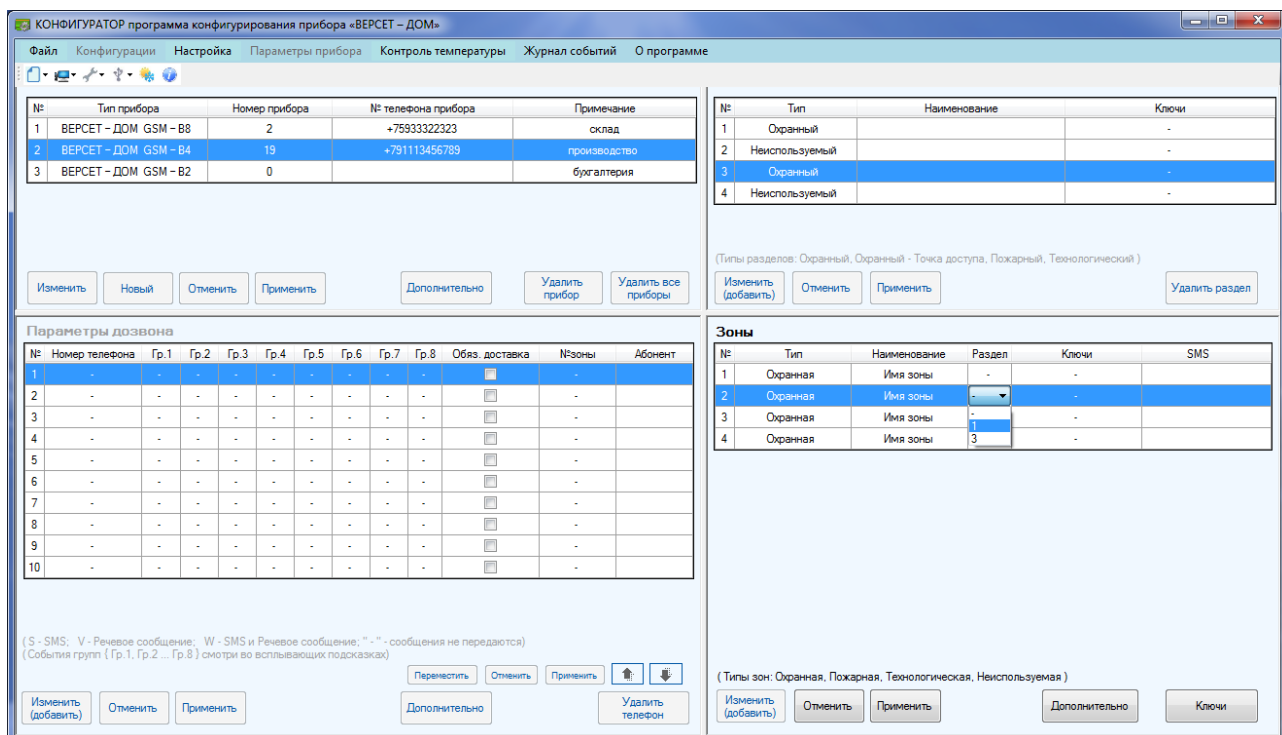 КОНФИГУРАТОР программа конфигурирования прибора «ВЕРСЕТ – ДОМ»
Файл Конфигурации Настройка Параметры прибора Контроль температуры Журнал событий О программе
№ Тип прибора Номер прибора № телефона прибора Примечание
1 ВЕРСЕТ – ДОМ GSM – В8 2 +75933322323 склад
2 ВЕРСЕТ – ДОМ GSM – В4 19 +791113456789 производство
3 ВЕРСЕТ – ДОМ GSM – В2 0 бухгалтерия
Изменить Новый Отменить Применить Дополнительно Удалить прибор Удалить все приборы
№ Тип Наименование Ключи
1 Охранный -
2 Неиспользуемый -
3 Охранный -
4 Неиспользуемый -
(Типы разделов: Охранный, Охранный - Точка доступа, Пожарный, Технологический )
Изменить (добавить) Отменить Применить Удалить раздел
Параметры дозвона
№ Номер телефона Гр.1 Гр.2 Гр.3 Гр.4 Гр.5 Гр.6 Гр.7 Гр.8 Обяз. доставка №зоны Абонент
1 - - - - - - - - - -
2 - - - - - - - - - -
3 - - - - - - - - - -
4 - - - - - - - - - -
5 - - - - - - - - - -
6 - - - - - - - - - -
7 - - - - - - - - - -
8 - - - - - - - - - -
9 - - - - - - - - - -
10 - - - - - - - - - -
( S - SMS; V - Речевое сообщение; W - SMS и Речевое сообщение; " - " - сообщения не передаются)
(События групп { Гр.1, Гр.2 ... Гр.8 } смотри во всплывающих подсказках)
Переместить Отменить Применить
Изменить (добавить) Отменить Применить Дополнительно Удалить телефон
Зоны
№ Тип Наименование Раздел Ключи SMS
1 Охранная Имя зоны - -
2 Охранная Имя зоны - -
3 Охранная Имя зоны - -
1
4 Охранная Имя зоны 3 -
( Типы зон: Охранная, Пожарная, Технологическая, Неиспользуемая )
Изменить (добавить) Отменить Применить Дополнительно Ключи